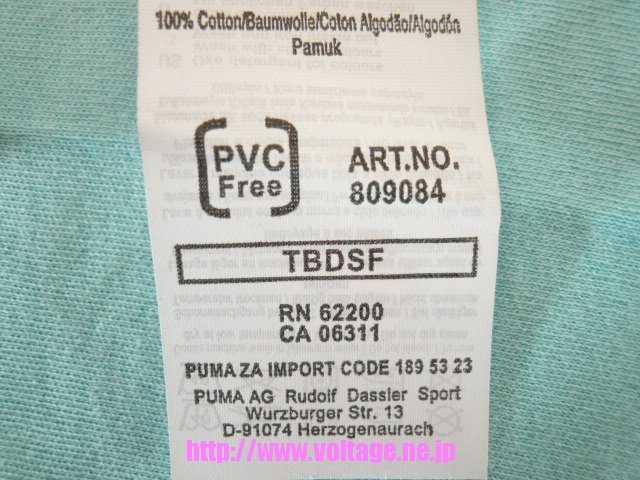 100% Cotton/Baumwolle/Coton Algodão/Algodón
Pamuk
PVC
Free
ART.NO.
809084
TBDSF
RN 62200
CA 06311
PUMA ZA IMPORT CODE 189 53 23
PUMA AG Rudolf Dassler Sport
Wurzburger Str. 13
D-91074 Herzogenaurach
http://www.voltage.ne.jp